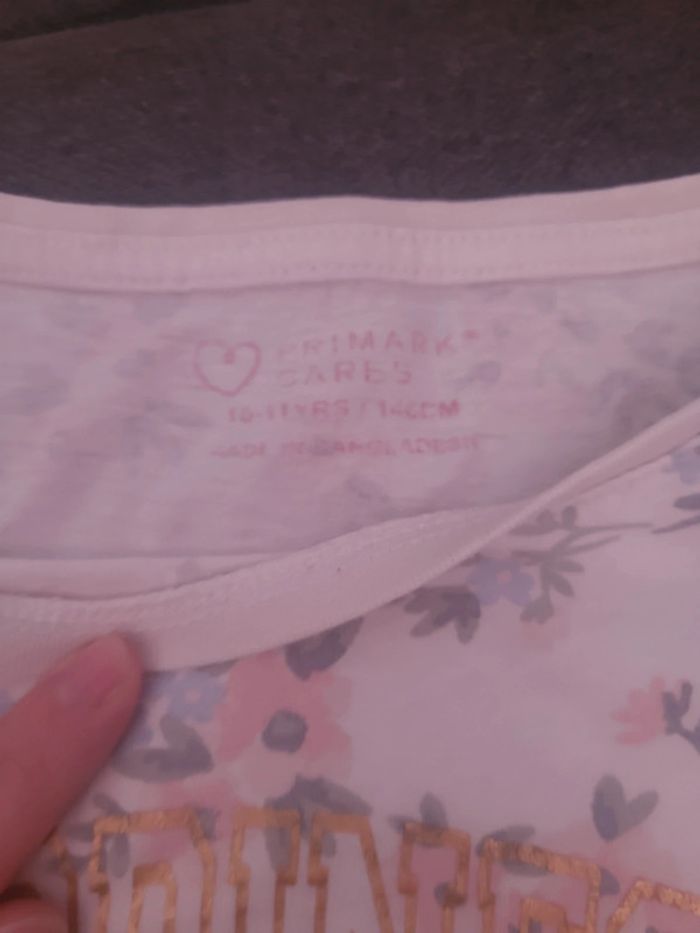 PRIMARK®
CARES
10-11YRS / 146CM
MADE IN BANGLADESH